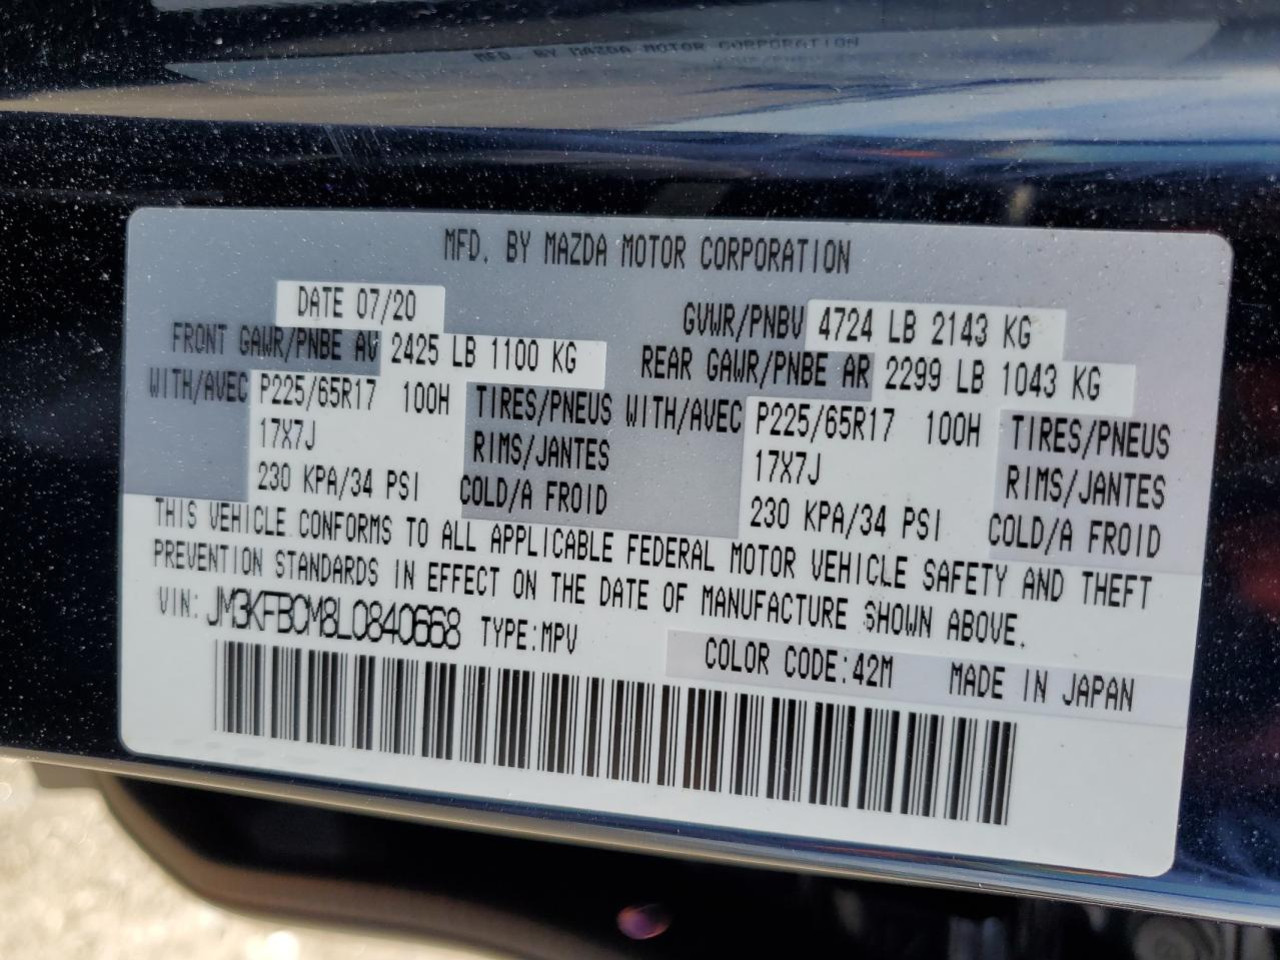 MFD. BY MAZDA MOTOR CORPORATION
MFD. BY MAZDA MOTOR CORPORATION
DATE 07/20 GVWR/PNBV 4724 LB 2143 KG
FRONT GAWR/PNBE AV 2425 LB 1100 KG REAR GAWR/PNBE AR 2299 LB 1043 KG
WITH/AVEC P225/65R17 100H TIRES/PNEUS WITH/AVEC P225/65R17 100H TIRES/PNEUS
17X7J RIMS/JANTES 17X7J RIMS/JANTES
230 KPA/34 PSI COLD/A FROID 230 KPA/34 PSI COLD/A FROID
THIS VEHICLE CONFORMS TO ALL APPLICABLE FEDERAL MOTOR VEHICLE SAFETY AND THEFT
PREVENTION STANDARDS IN EFFECT ON THE DATE OF MANUFACTURE SHOWN ABOVE.
VIN: JM3KFBCM8L0840668 TYPE:MPV
COLOR CODE:42M MADE IN JAPAN